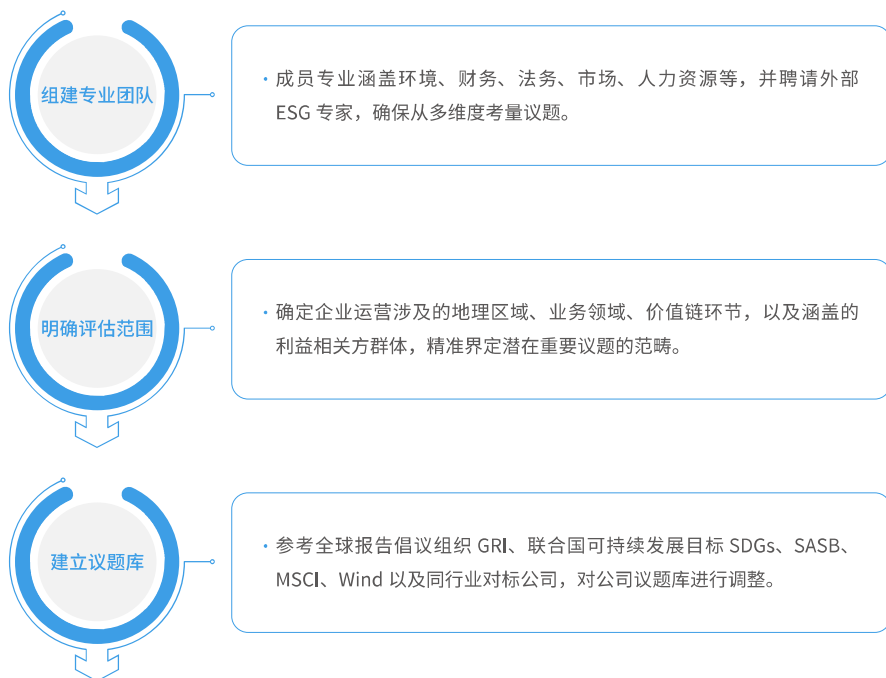 组建专业团队
· 成员专业涵盖环境、财务、法务、市场、人力资源等，并聘请外部
ESG 专家，确保从多维度考量议题。
明确评估范围
· 确定企业运营涉及的地理区域、业务领域、价值链环节，以及涵盖的
利益相关方群体，精准界定潜在重要议题的范畴。
建立议题库
· 参考全球报告倡议组织 GRI、联合国可持续发展目标 SDGs、SASB、
MSCI、Wind 以及同行业对标公司，对公司议题库进行调整。